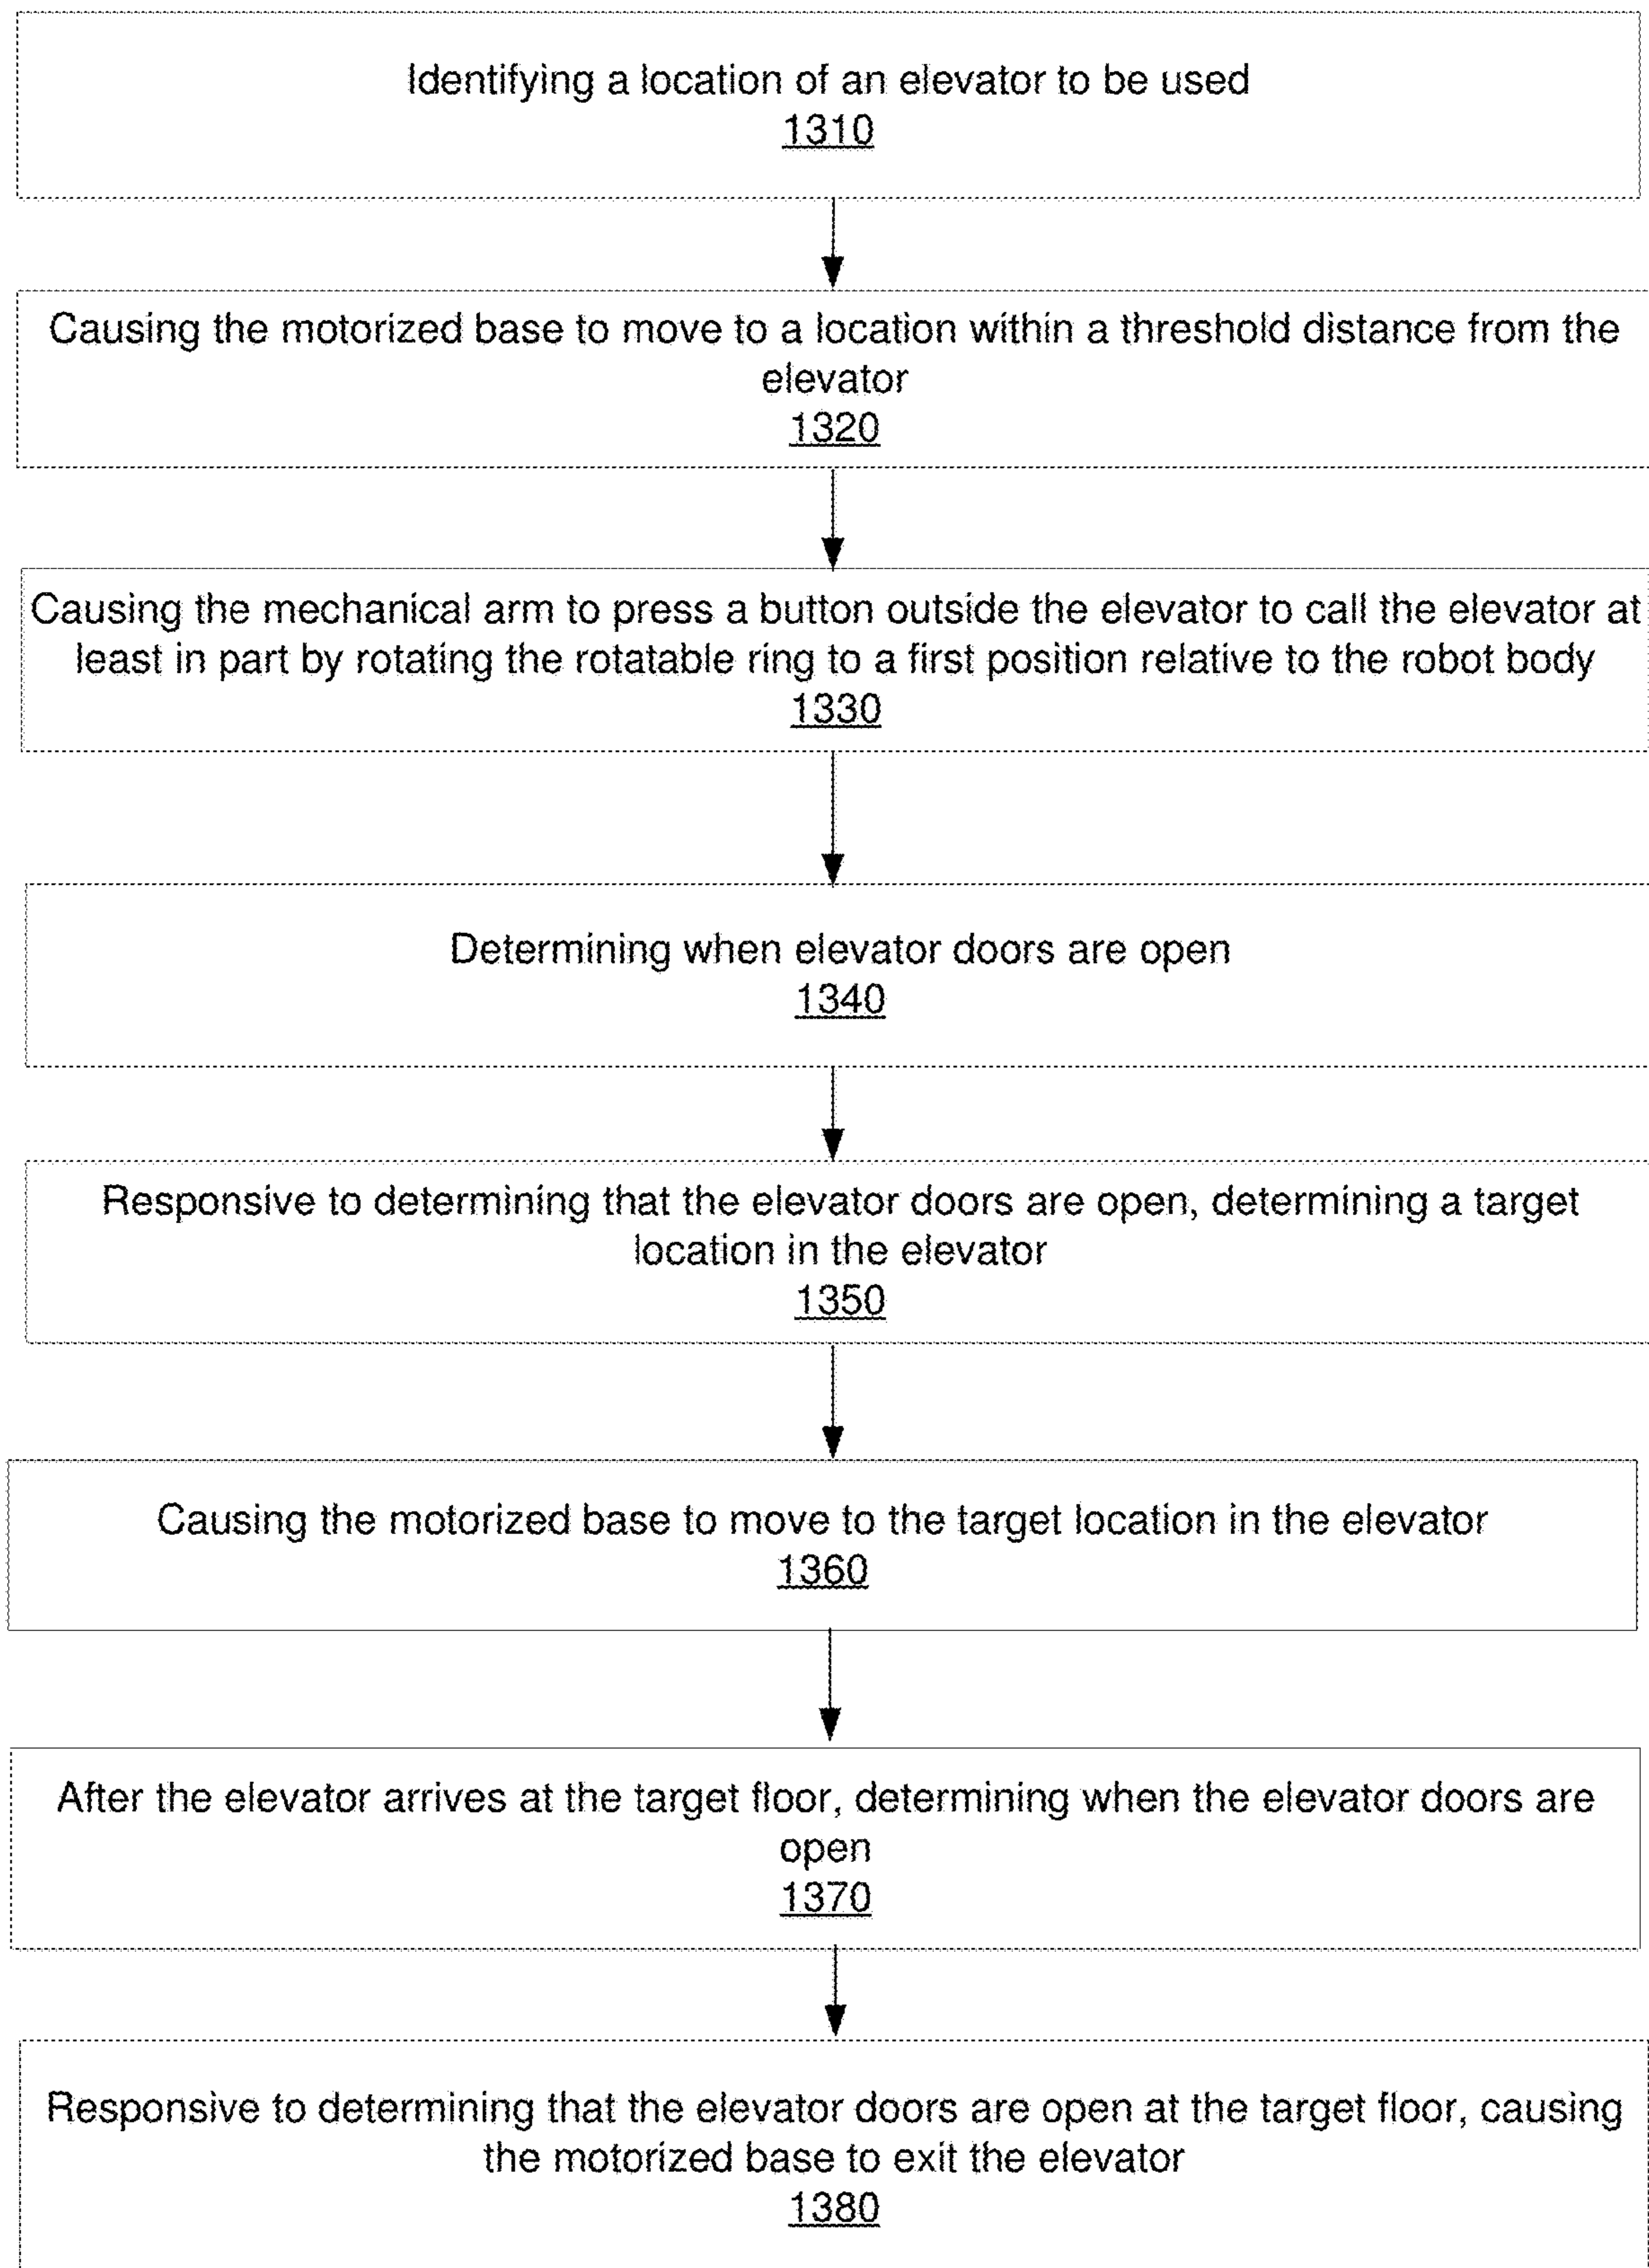 Identifying a location of an elevator to be used
1310
Causing the motorized base to move to a location within a threshold distance from the
elevator
1320
Causing the mechanical arm to press a button outside the elevator to call the elevator at
least in part by rotating the rotatable ring to a first position relative to the robot body
1330
Determining when elevator doors are open
1340
Responsive to determining that the elevator doors are open, determining a target
location in the elevator
1350
Causing the motorized base to move to the target location in the elevator
1360
After the elevator arrives at the target floor, determining when the elevator doors are
open
1370
Responsive to determining that the elevator doors are open at the target floor, causing
the motorized base to exit the elevator
1380